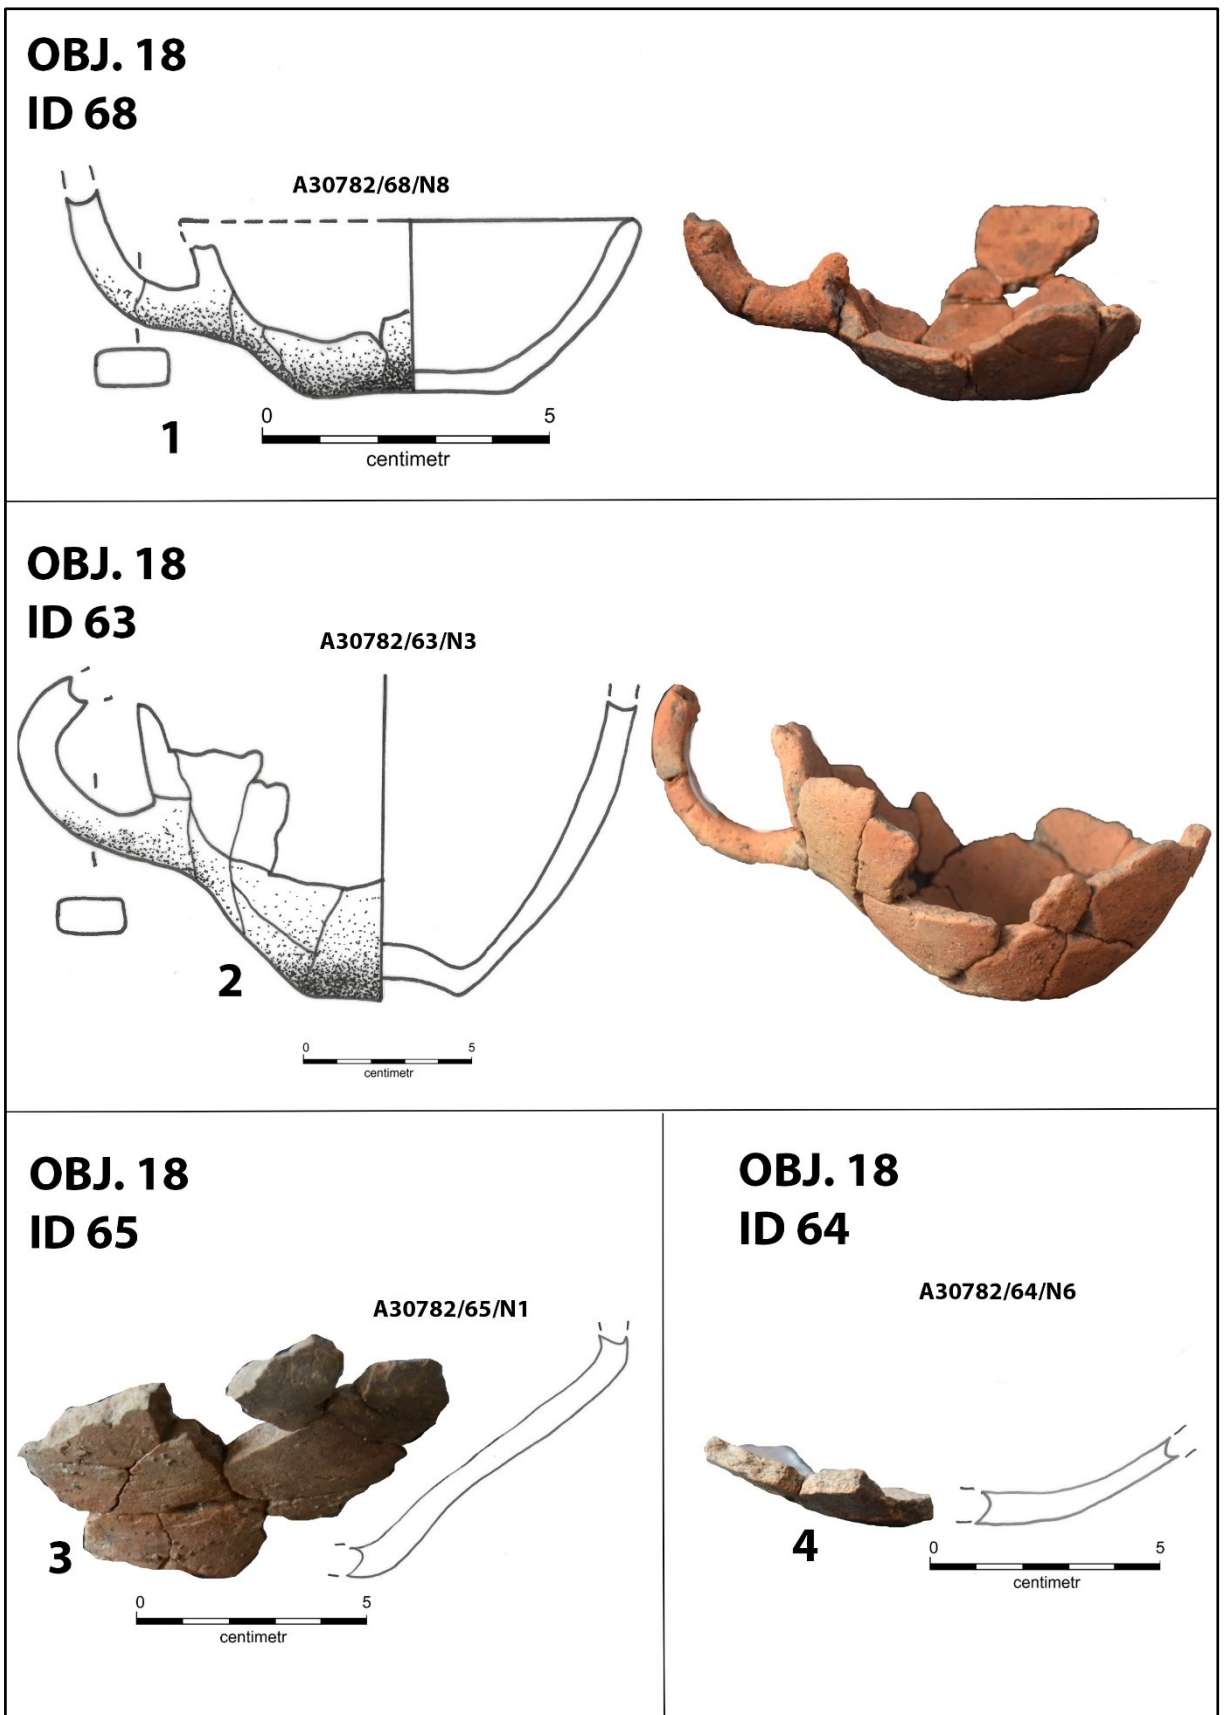 OBJ. 18
ID 68
A30782/68/N8
1
0 5
centimetr
OBJ. 18
ID 63
A30782/63/N3
2
0 5
centimetr
OBJ. 18
ID 65
A30782/65/N1
3
0 5
centimetr
OBJ. 18
ID 64
A30782/64/N6
4
0 5
centimetr